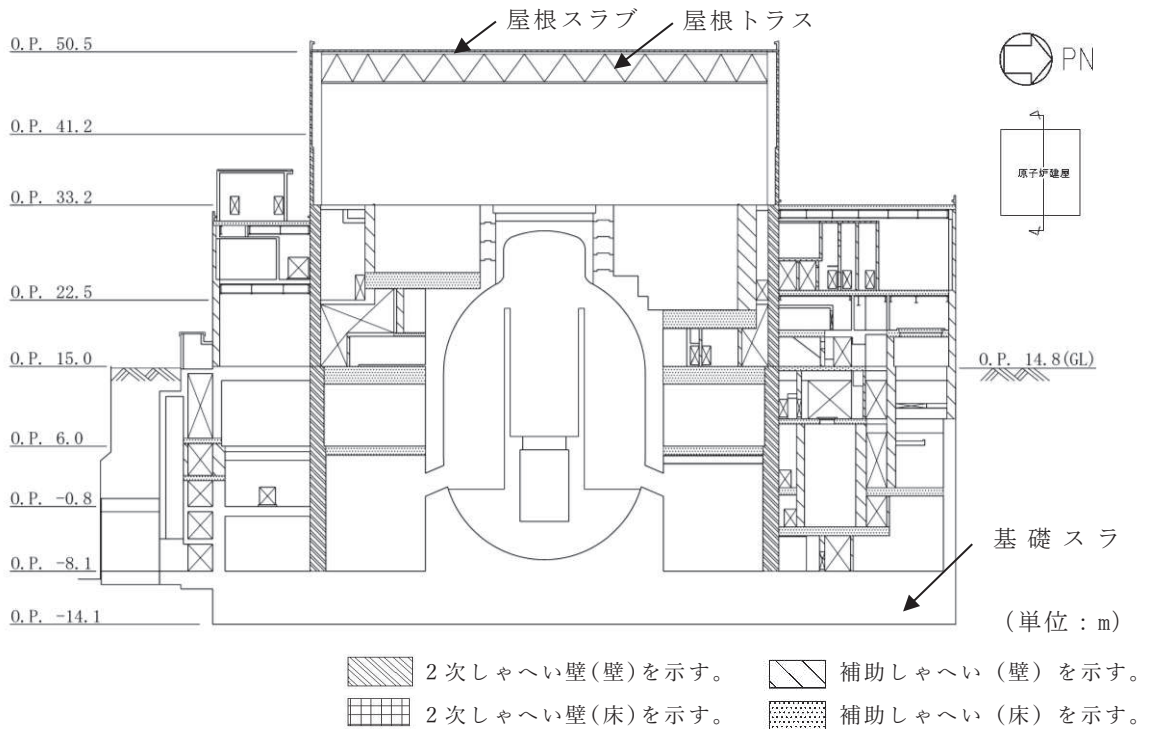 屋根スラブ 屋根トラス
O.P. 50.5
PN
O.P. 41.2
原子炉建屋
O.P. 33.2
O.P. 22.5
O.P. 15.0
O.P. 14.8(GL)
O.P. 6.0
O.P. -0.8
基礎スラ
O.P. -8.1
O.P. -14.1
(単位：m)
2次しゃへい壁(壁)を示す。 補助しゃへい（壁）を示す。
2次しゃへい壁(床)を示す。 補助しゃへい（床）を示す。